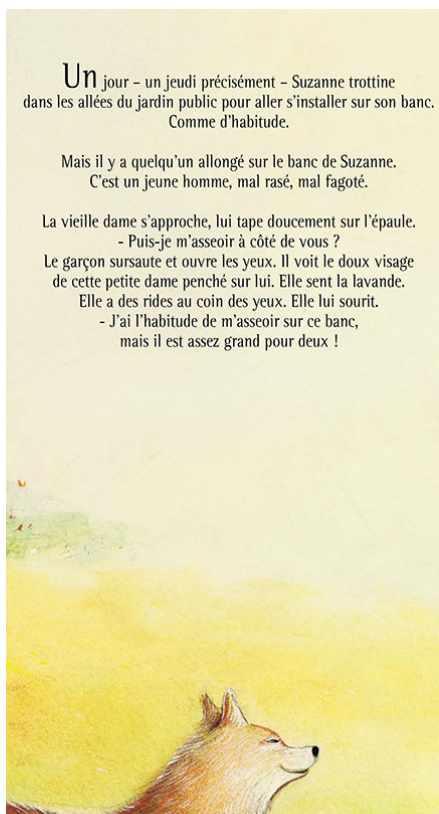 Un jour – un jeudi précisément – Suzanne trottine
dans les allées du jardin public pour aller s'installer sur son banc.
Comme d'habitude.
Mais il y a quelqu'un allongé sur le banc de Suzanne.
C'est un jeune homme, mal rasé, mal fagoté.
La vieille dame s'approche, lui tape doucement sur l'épaule.
- Puis-je m'asseoir à côté de vous ?
Le garçon sursaute et ouvre les yeux. Il voit le doux visage
de cette petite dame penché sur lui. Elle sent la lavande.
Elle a des rides au coin des yeux. Elle lui sourit.
- J'ai l'habitude de m'asseoir sur ce banc,
mais il est assez grand pour deux !